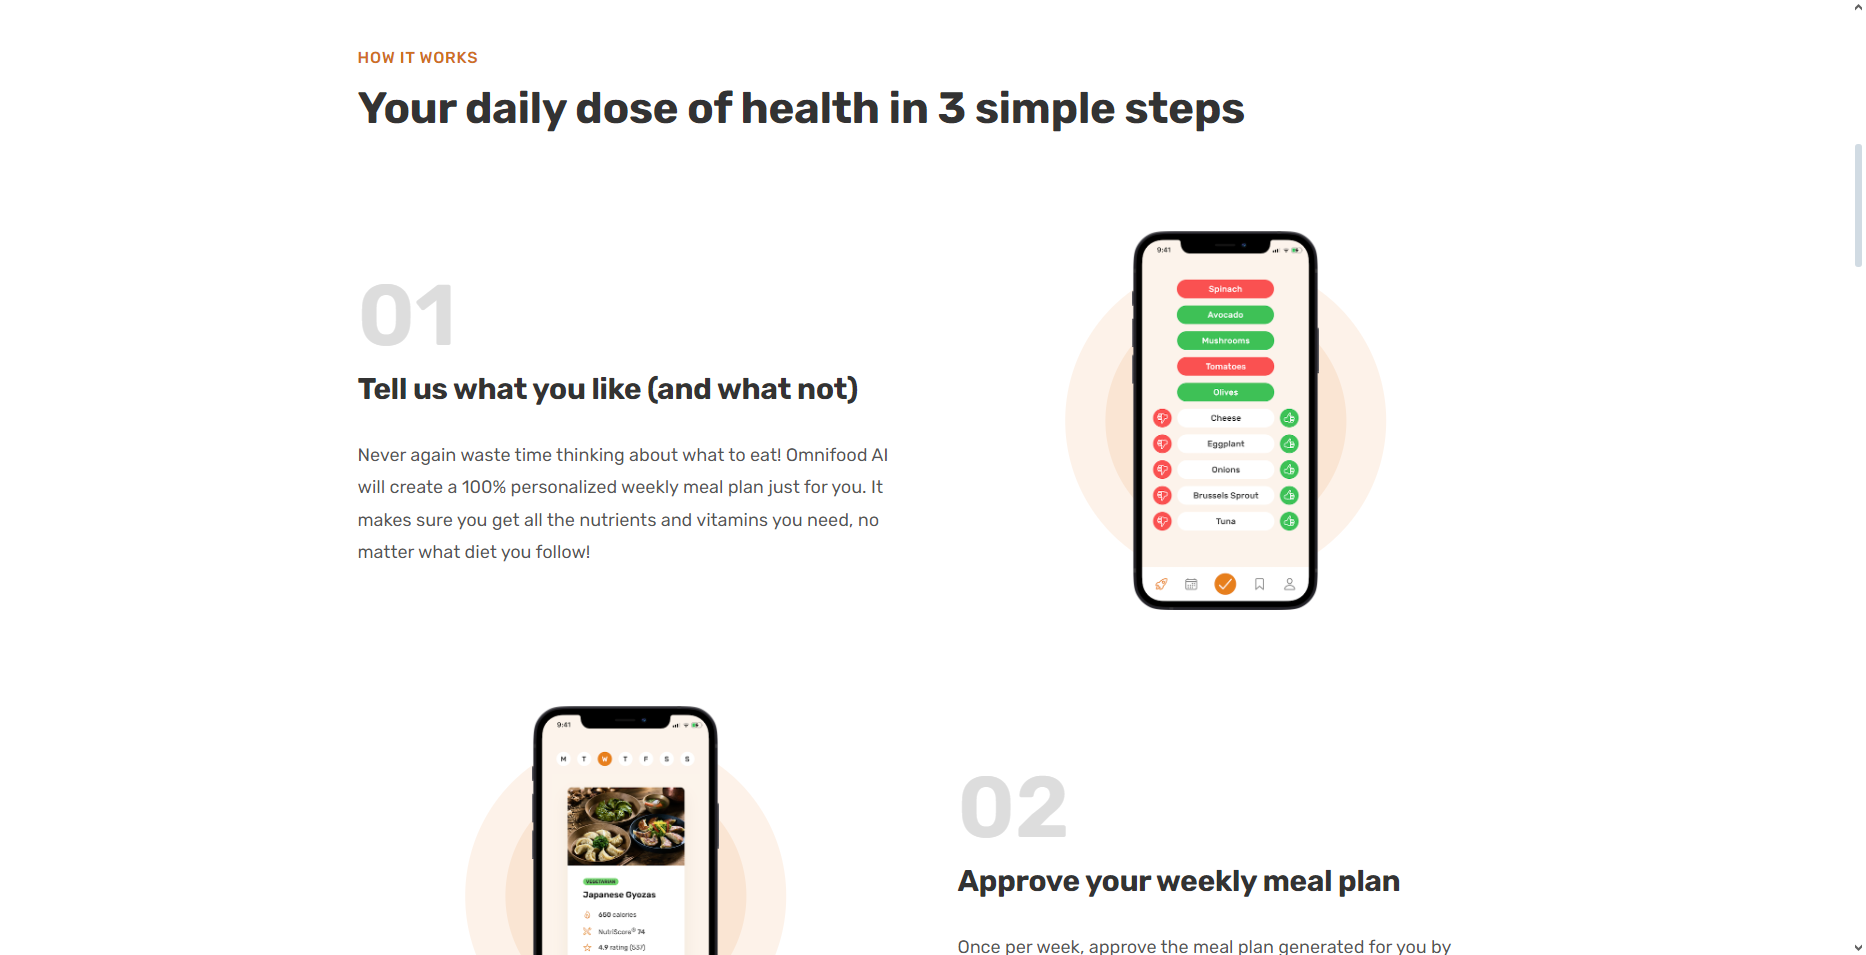 HOW IT WORKS
Your daily dose of health in 3 simple steps
01
Tell us what you like (and what not)
Never again waste time thinking about what to eat! Omnifood AI
will create a 100% personalized weekly meal plan just for you. It
makes sure you get all the nutrients and vitamins you need, no
matter what diet you follow!
9:41
Spinach
Avocado
Mushrooms
Tomatoes
Olives
Cheese
Eggplant
Onions
Brussels Sprout
Tuna
9:41
M T W T F S S
VEGETARIAN
Japanese Gyozas
650 calories
NutriScore® 74
4.9 rating (537)
02
Approve your weekly meal plan
Once per week, approve the meal plan generated for you by